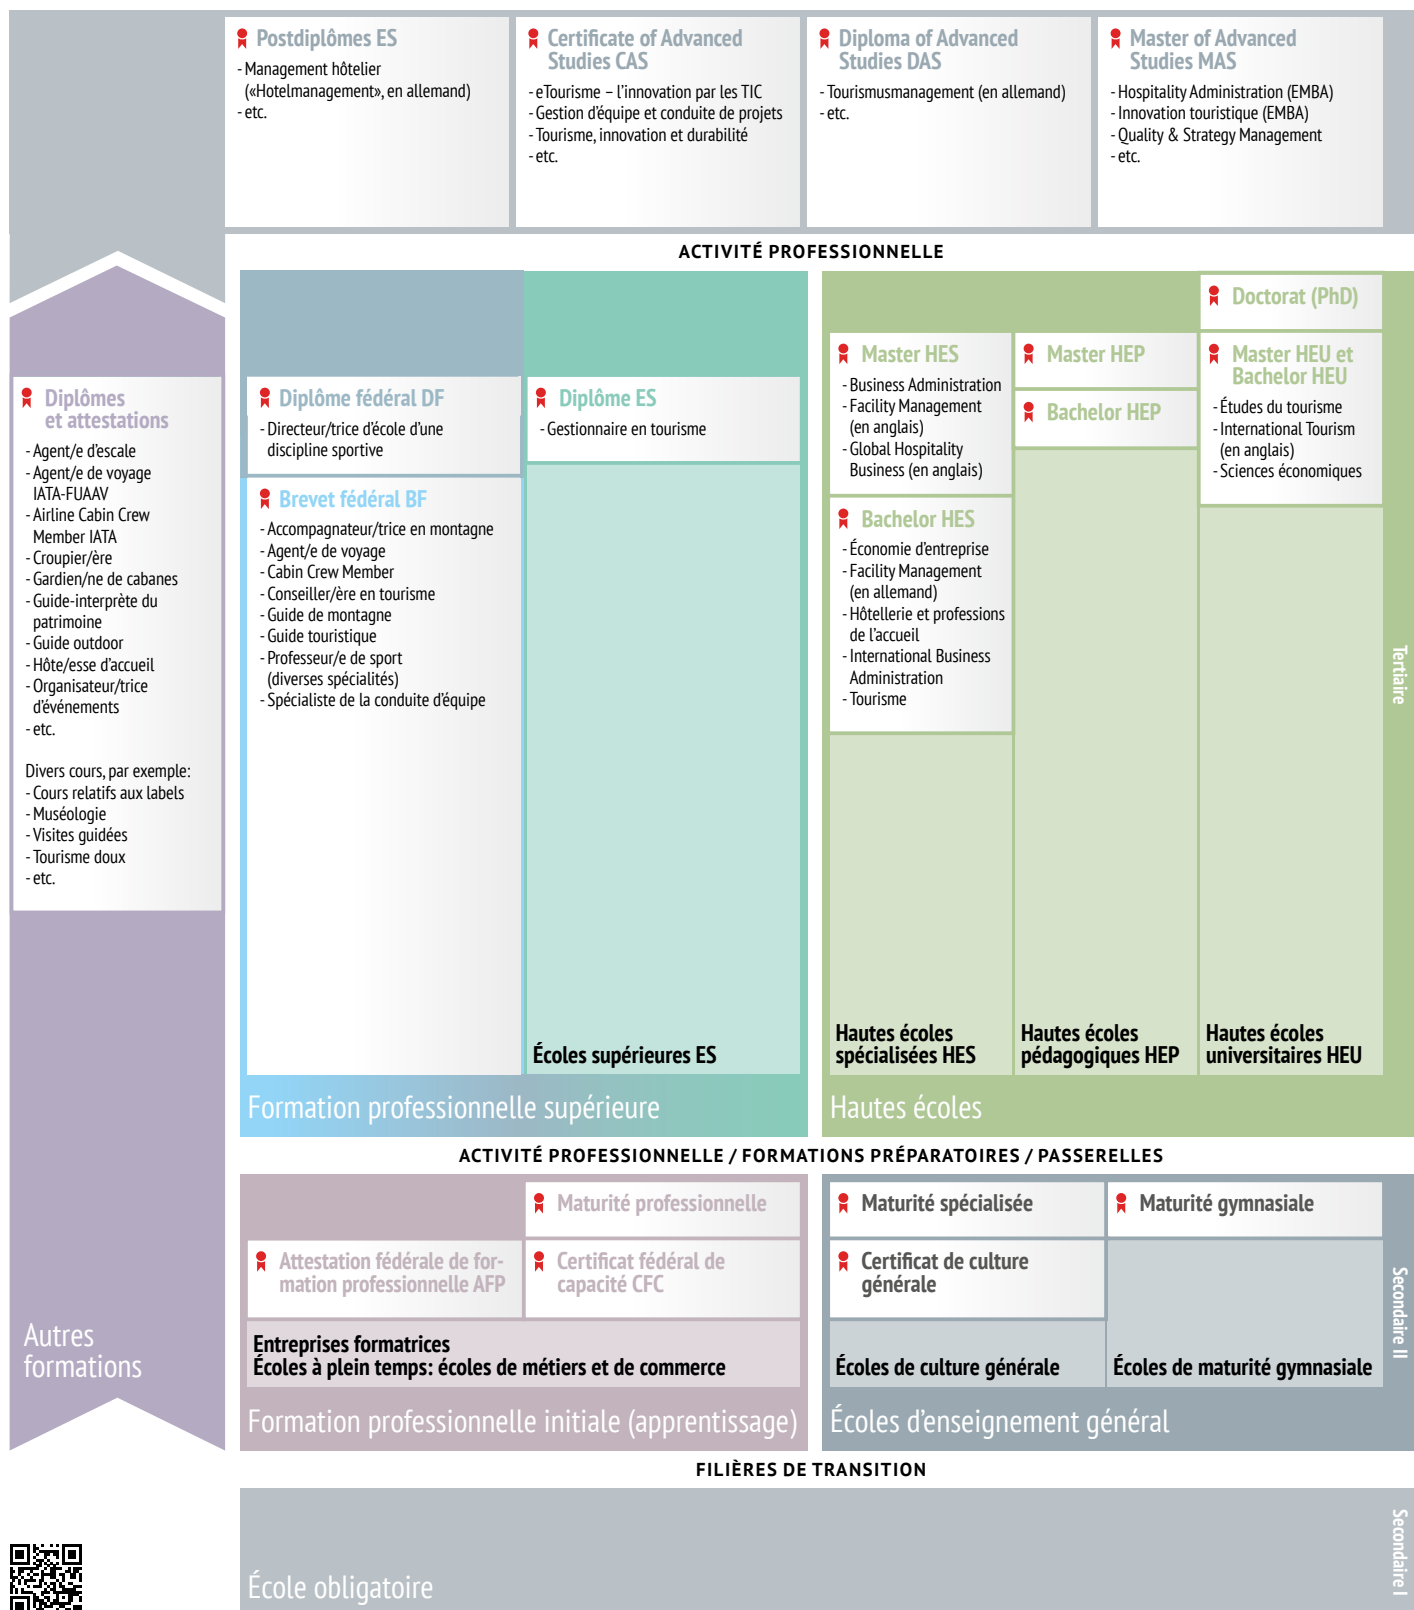 Postdiplômes ES
- Management hôtelier
(«Hotelmanagement», en allemand)
- etc.
Certificate of Advanced
Studies CAS
- eTourisme – l'innovation par les TIC
- Gestion d'équipe et conduite de projets
- Tourisme, innovation et durabilité
- etc.
Diploma of Advanced
Studies DAS
- Tourismusmanagement (en allemand)
- etc.
Master of Advanced
Studies MAS
- Hospitality Administration (EMBA)
- Innovation touristique (EMBA)
- Quality & Strategy Management
- etc.
ACTIVITÉ PROFESSIONNELLE
Diplômes
et attestations
- Agent/e d'escale
- Agent/e de voyage
IATA-FUAAV
- Airline Cabin Crew
Member IATA
- Croupier/ère
- Gardien/ne de cabanes
- Guide-interprète du
patrimoine
- Guide outdoor
- Hôte/esse d'accueil
- Organisateur/trice
d'événements
- etc.
Divers cours, par exemple:
- Cours relatifs aux labels
- Muséologie
- Visites guidées
- Tourisme doux
- etc.
Autres
formations
Diplôme fédéral DF
- Directeur/trice d'école d'une
discipline sportive
Brevet fédéral BF
- Accompagnateur/trice en montagne
- Agent/e de voyage
- Cabin Crew Member
- Conseiller/ère en tourisme
- Guide de montagne
- Guide touristique
- Professeur/e de sport
(diverses spécialités)
- Spécialiste de la conduite d'équipe
Diplôme ES
- Gestionnaire en tourisme
Écoles supérieures ES
Formation professionnelle supérieure
Master HES
- Business Administration
- Facility Management
(en anglais)
- Global Hospitality
Business (en anglais)
Bachelor HES
- Économie d'entreprise
- Facility Management
(en allemand)
- Hôtellerie et professions
de l'accueil
- International Business
Administration
- Tourisme
Hautes écoles
spécialisées HES
Master HEP
Bachelor HEP
Hautes écoles
pédagogiques HEP
Doctorat (PhD)
Master HEU et
Bachelor HEU
- Études du tourisme
- International Tourism
(en anglais)
- Sciences économiques
Hautes écoles
universitaires HEU
Hautes écoles
Tertiaire
ACTIVITÉ PROFESSIONNELLE / FORMATIONS PRÉPARATOIRES / PASSERELLES
Maturité professionnelle
Attestation fédérale de for-
mation professionnelle AFP
Certificat fédéral de
capacité CFC
Entreprises formatrices
Écoles à plein temps: écoles de métiers et de commerce
Formation professionnelle initiale (apprentissage)
Maturité spécialisée
Certificat de culture
générale
Écoles de culture générale
Maturité gymnasiale
Écoles de maturité gymnasiale
Écoles d'enseignement général
Secondaire II
FILIÈRES DE TRANSITION
École obligatoire
Secondaire I